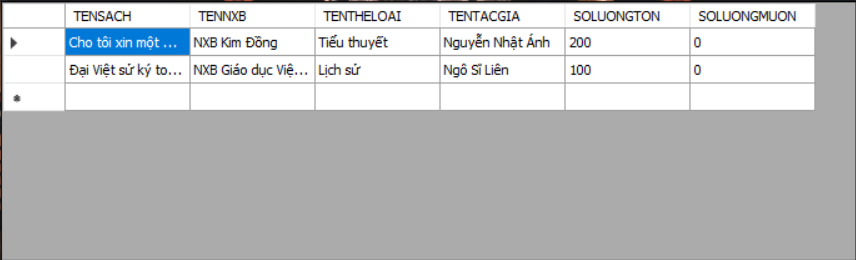 TENSACH TENNXB TENTHELOAI TENTACGIA SOLUONGTON SOLUONGMUON
Cho tôi xin một ... NXB Kim Đồng Tiểu thuyết Nguyễn Nhật Ánh 200 0
Đại Việt sử ký to... NXB Giáo dục Việ... Lịch sử Ngô Sĩ Liên 100 0